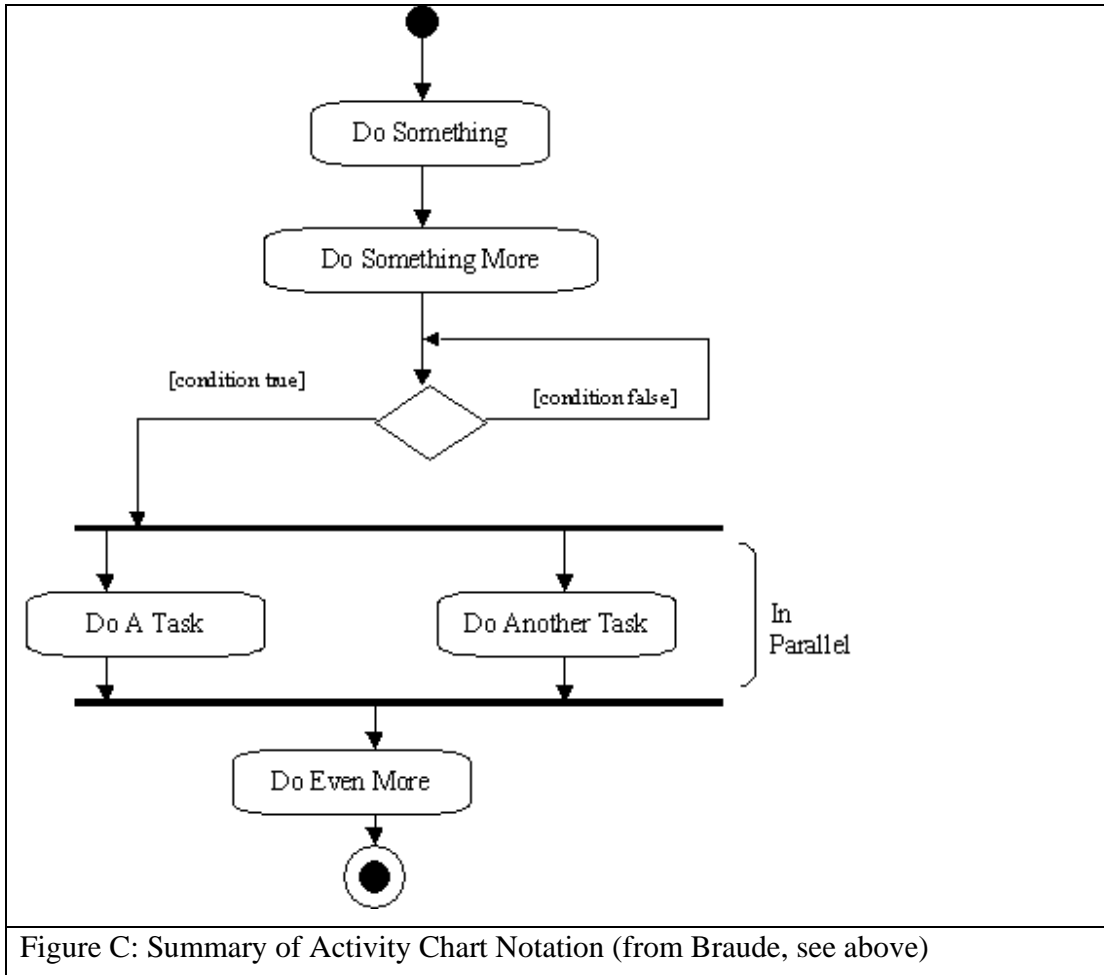 Do Something
Do Something More
[condition true]
[condition false]
Do A Task
Do Another Task
In
Parallel
Do Even More
Figure C: Summary of Activity Chart Notation (from Braude, see above)